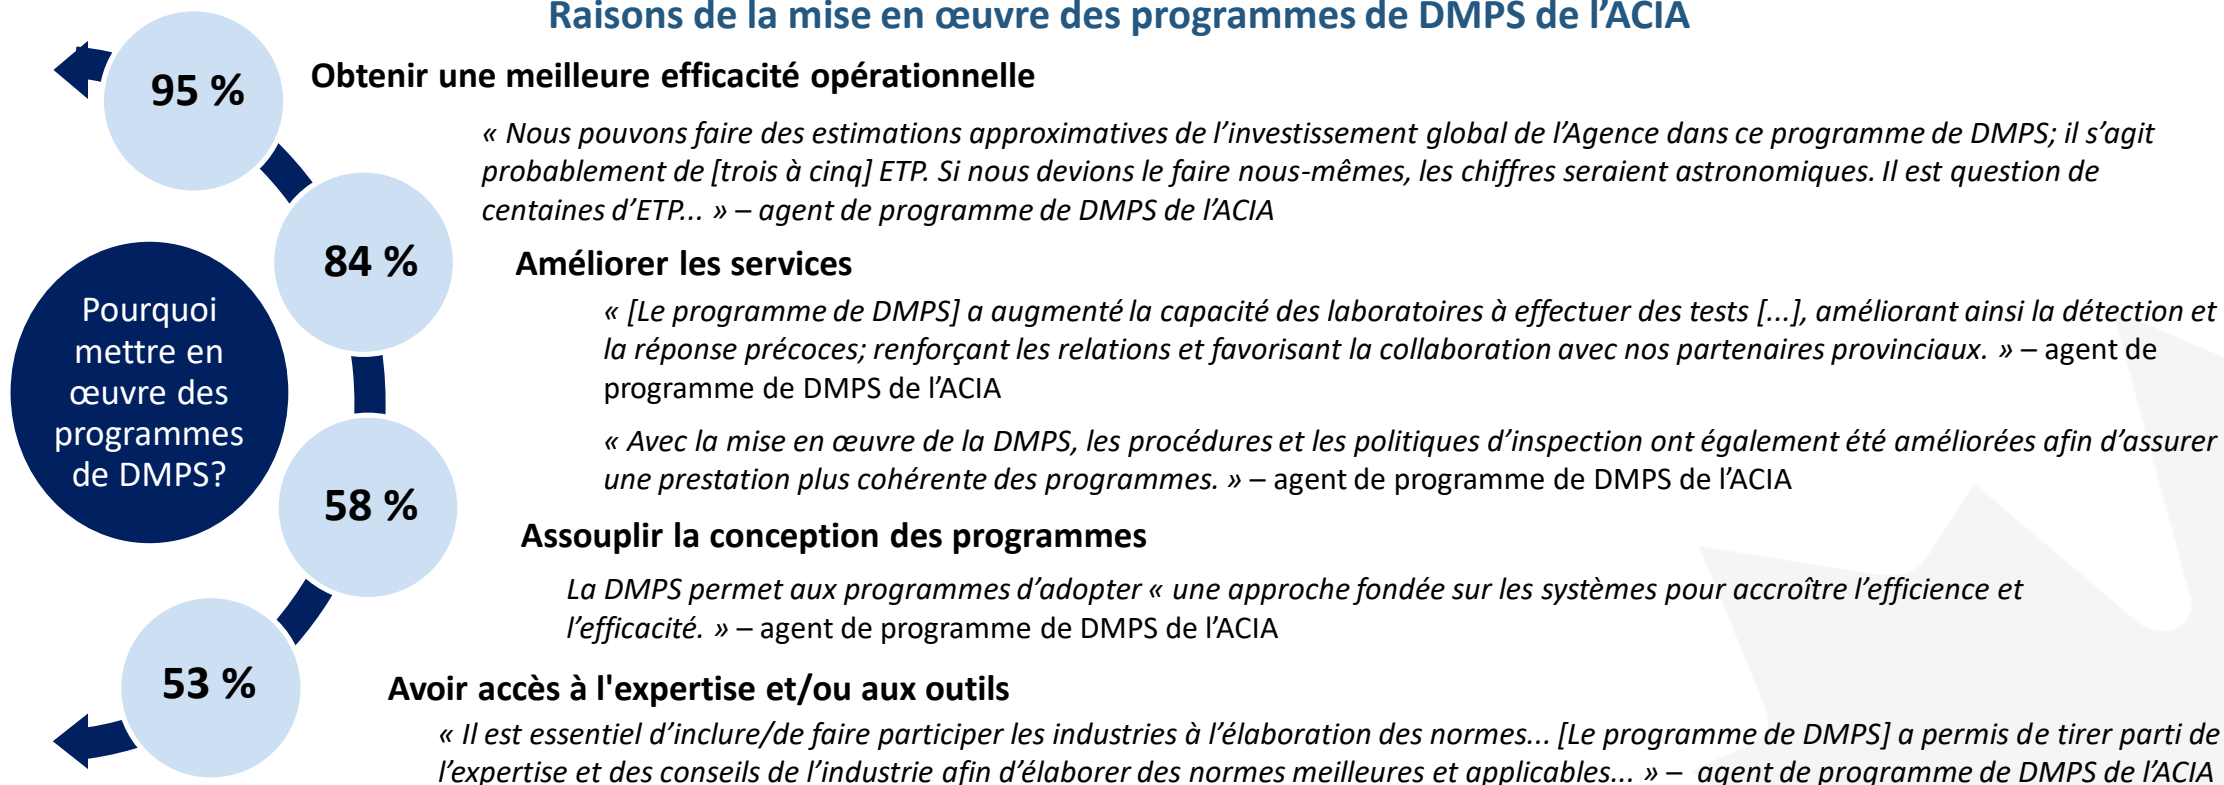 Raisons de la mise en œuvre des programmes de DMPS de l’ACIA
95 %
Obtenir une meilleure efficacité opérationnelle
« Nous pouvons faire des estimations approximatives de l’investissement global de l’Agence dans ce programme de DMPS; il s’agit
probablement de [trois à cinq] ETP. Si nous devions le faire nous-mêmes, les chiffres seraient astronomiques. Il est question de
centaines d’ETP... » – agent de programme de DMPS de l’ACIA
84 %
Améliorer les services
« [Le programme de DMPS] a augmenté la capacité des laboratoires à effectuer des tests [...], améliorant ainsi la détection et
la réponse précoces; renforçant les relations et favorisant la collaboration avec nos partenaires provinciaux. » – agent de
programme de DMPS de l’ACIA
« Avec la mise en œuvre de la DMPS, les procédures et les politiques d’inspection ont également été améliorées afin d’assurer
une prestation plus cohérente des programmes. » – agent de programme de DMPS de l’ACIA
Pourquoi
mettre en
œuvre des
programmes
de DMPS?
58 %
Assouplir la conception des programmes
La DMPS permet aux programmes d’adopter « une approche fondée sur les systèmes pour accroître l’efficience et
l’efficacité. » – agent de programme de DMPS de l’ACIA
53 %
Avoir accès à l'expertise et/ou aux outils
« Il est essentiel d’inclure/de faire participer les industries à l’élaboration des normes... [Le programme de DMPS] a permis de tirer parti de
l’expertise et des conseils de l’industrie afin d’élaborer des normes meilleures et applicables... » – agent de programme de DMPS de l’ACIA